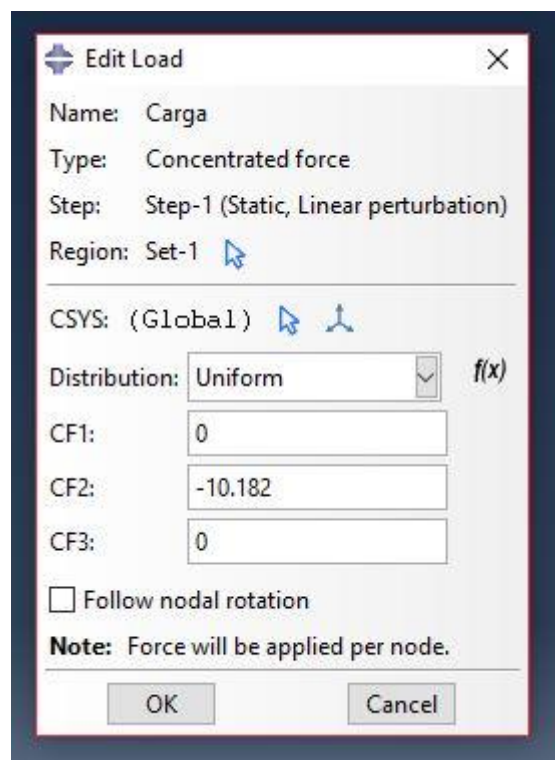 Edit Load
Name: Carga
Type: Concentrated force
Step: Step-1 (Static, Linear perturbation)
Region: Set-1
CSYS: (Global)
Distribution: Uniform f(x)
CF1: 0
CF2: -10.182
CF3: 0
Follow nodal rotation
Note: Force will be applied per node.
OK Cancel